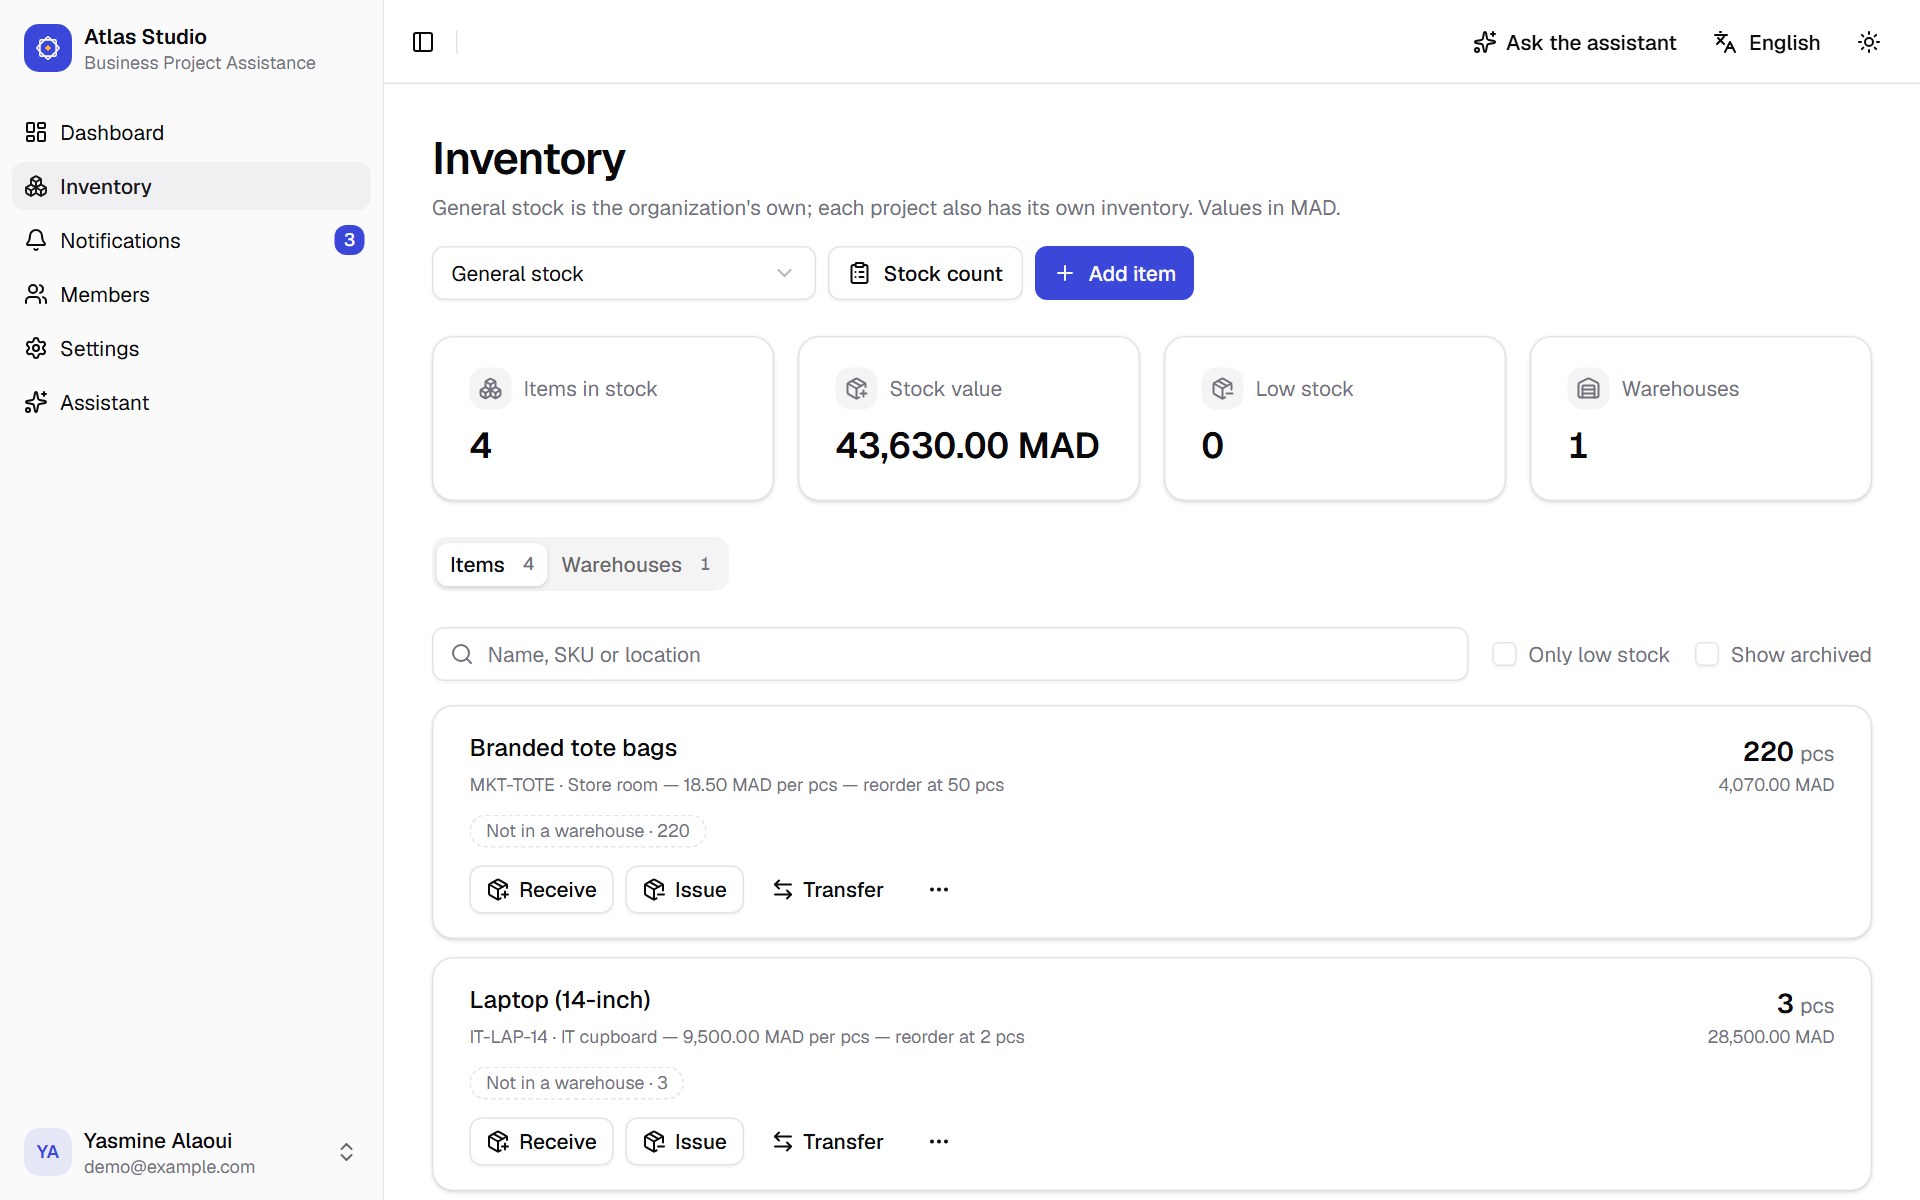 Atlas Studio
Business Project Assistance
Dashboard
Inventory
Notifications 3
Members
Settings
Assistant
YA
Yasmine Alaoui
demo@example.com
Ask the assistant
English
Inventory
General stock is the organization's own; each project also has its own inventory. Values in MAD.
General stock
Stock count
Add item
Items in stock
4
Stock value
43,630.00 MAD
Low stock
0
Warehouses
1
Items 4
Warehouses 1
Name, SKU or location
Only low stock
Show archived
Branded tote bags
220 pcs
MKT-TOTE · Store room — 18.50 MAD per pcs — reorder at 50 pcs
4,070.00 MAD
Not in a warehouse · 220
Receive
Issue
Transfer
Laptop (14-inch)
3 pcs
IT-LAP-14 · IT cupboard — 9,500.00 MAD per pcs — reorder at 2 pcs
28,500.00 MAD
Not in a warehouse · 3
Receive
Issue
Transfer